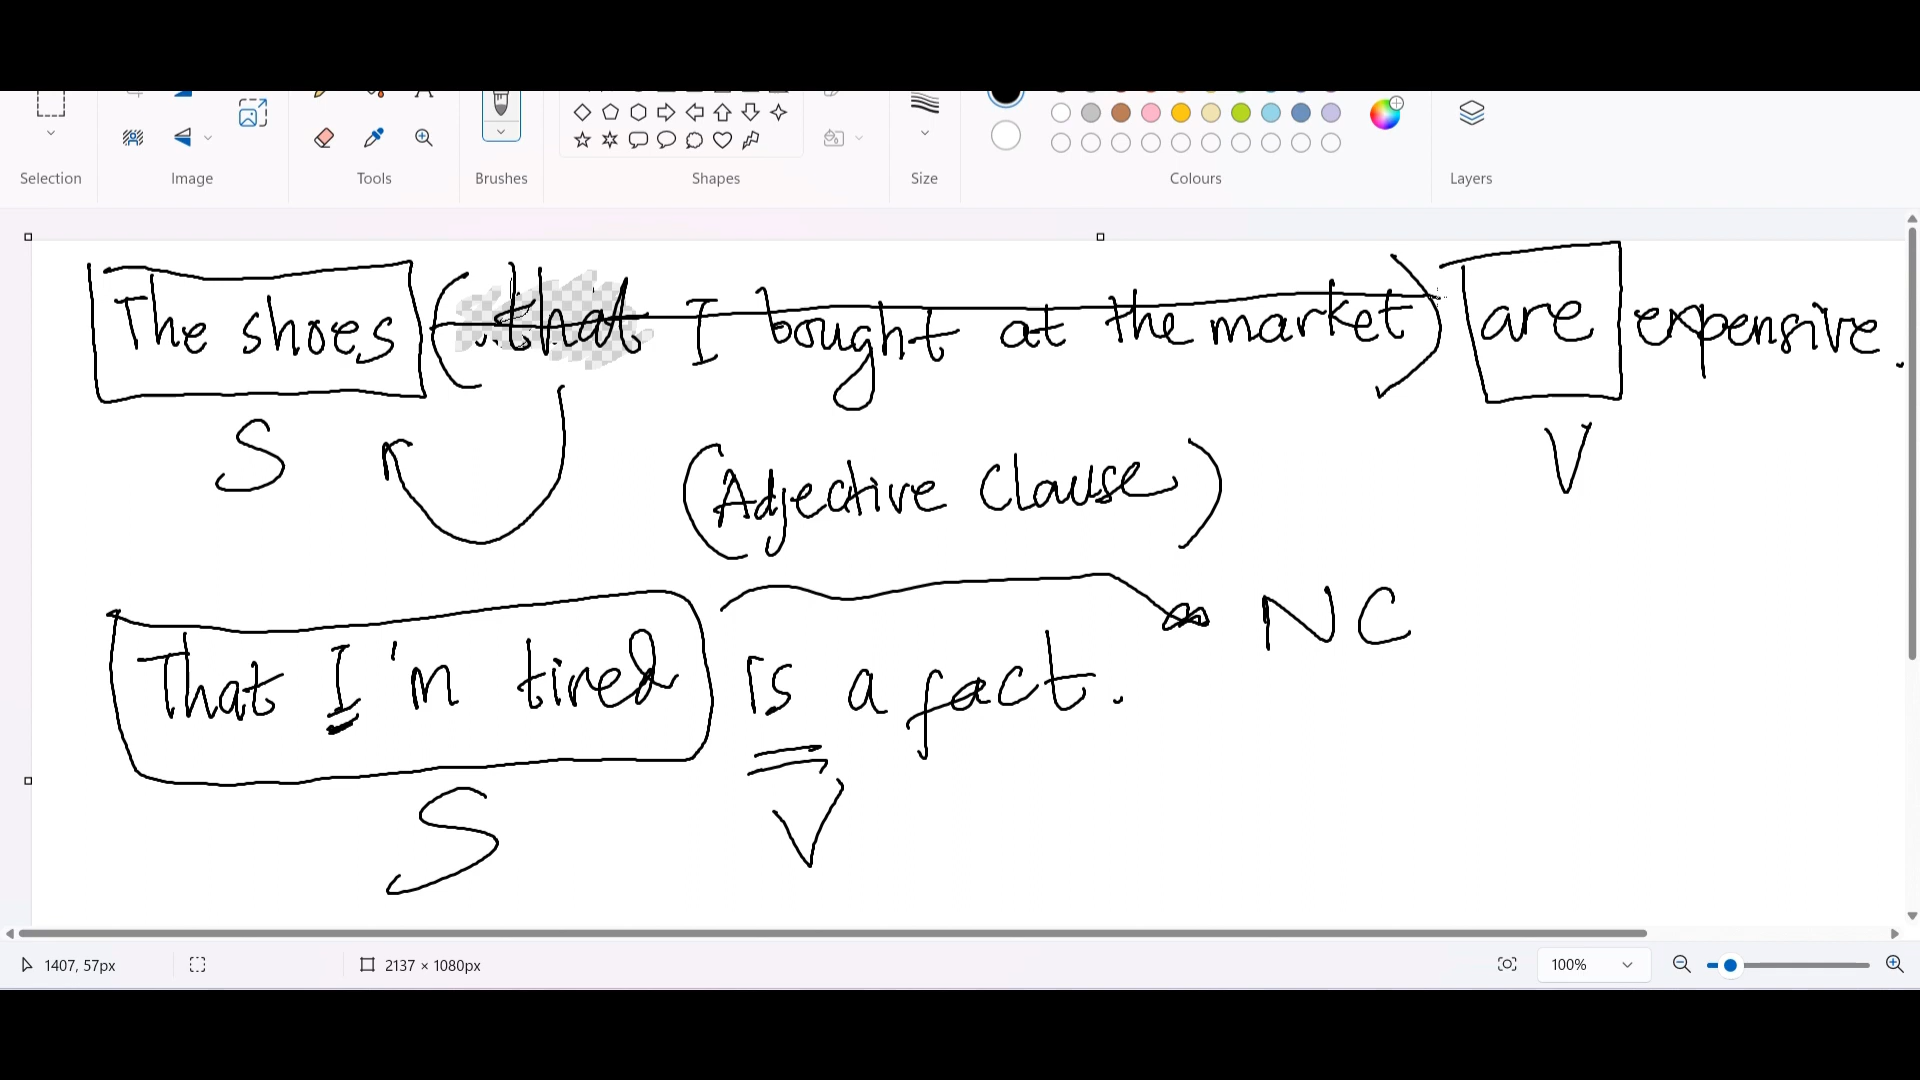 Selection Image Tools Brushes Shapes Size Colours Layers
The shoes (that I bought at the market) are expensive.
S V
(Adjective Clause)
NC
That I'm tired is a fact.
S V
1407, 57px 2137 × 1080px 100%